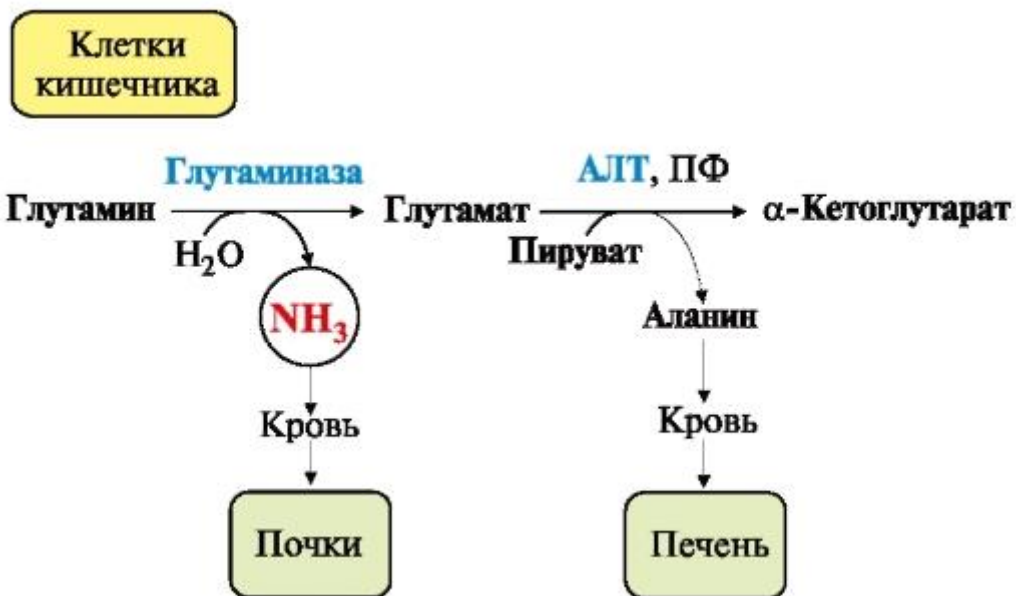 Клетки
кишечника
Глутаминаза
АЛТ, ПФ
Глутамин
Глутамат
α-Кетоглутарат
H₂O
Пируват
NH₃
Аланин
Кровь
Кровь
Почки
Печень